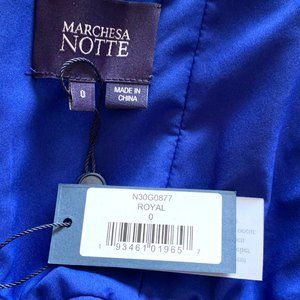 MARCHESA
NOTTE
0
MADE IN
CHINA
N30G0877
ROYAL
0
1 93461 01965 7